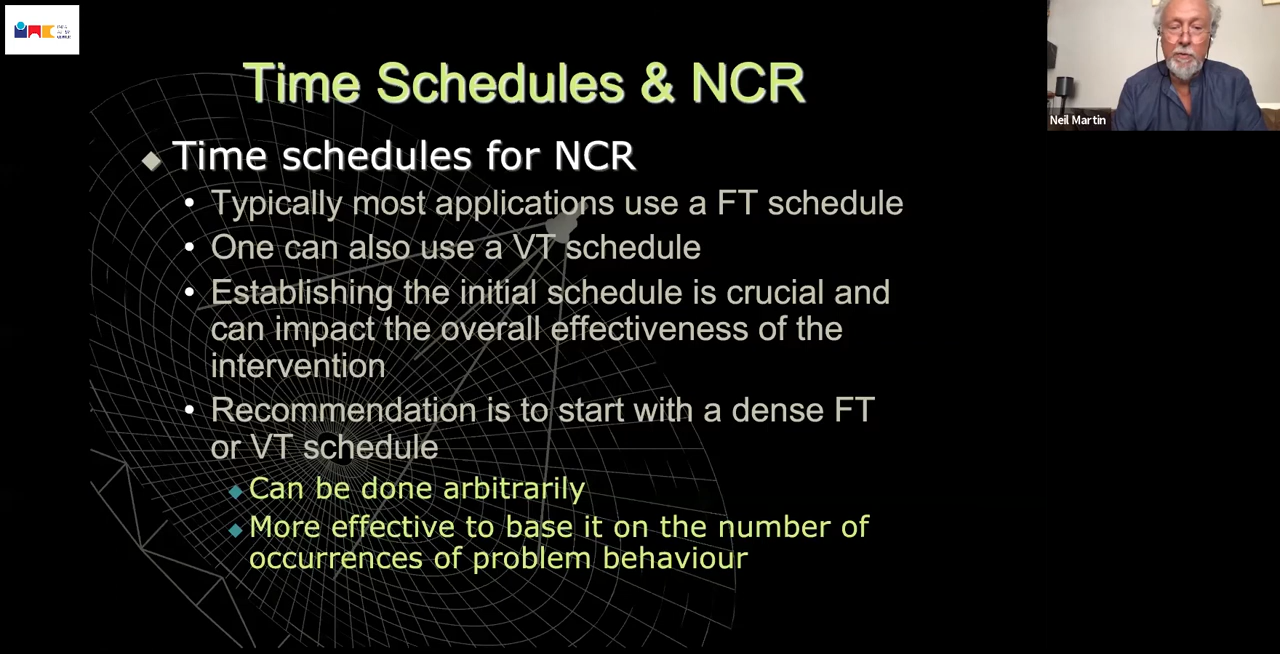 Time Schedules & NCR
Neil Martin
Time schedules for NCR
Typically most applications use a FT schedule
One can also use a VT schedule
Establishing the initial schedule is crucial and
can impact the overall effectiveness of the
intervention
Recommendation is to start with a dense FT
or VT schedule
Can be done arbitrarily
More effective to base it on the number of
occurrences of problem behaviour